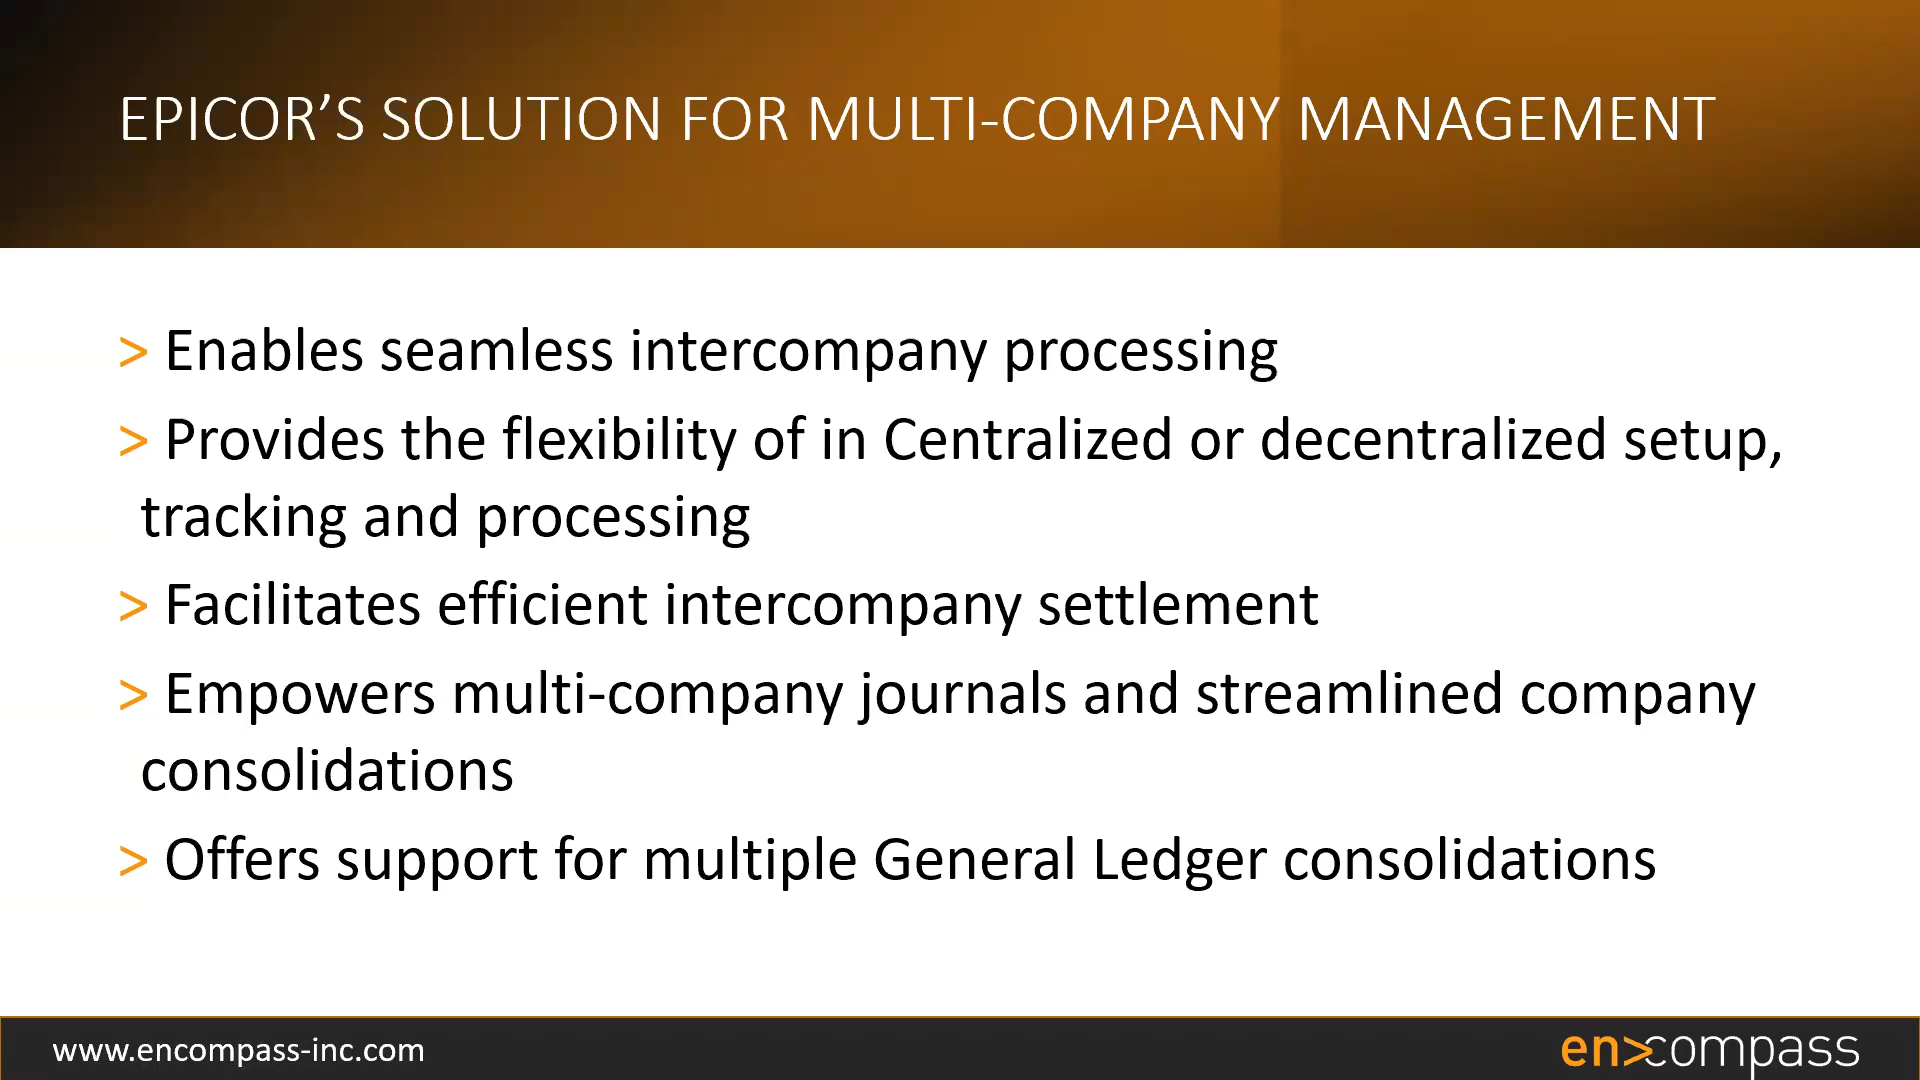 EPICOR’S SOLUTION FOR MULTI-COMPANY MANAGEMENT
> Enables seamless intercompany processing
> Provides the flexibility of in Centralized or decentralized setup,
tracking and processing
> Facilitates efficient intercompany settlement
> Empowers multi-company journals and streamlined company
consolidations
> Offers support for multiple General Ledger consolidations
www.encompass-inc.com
en>compass